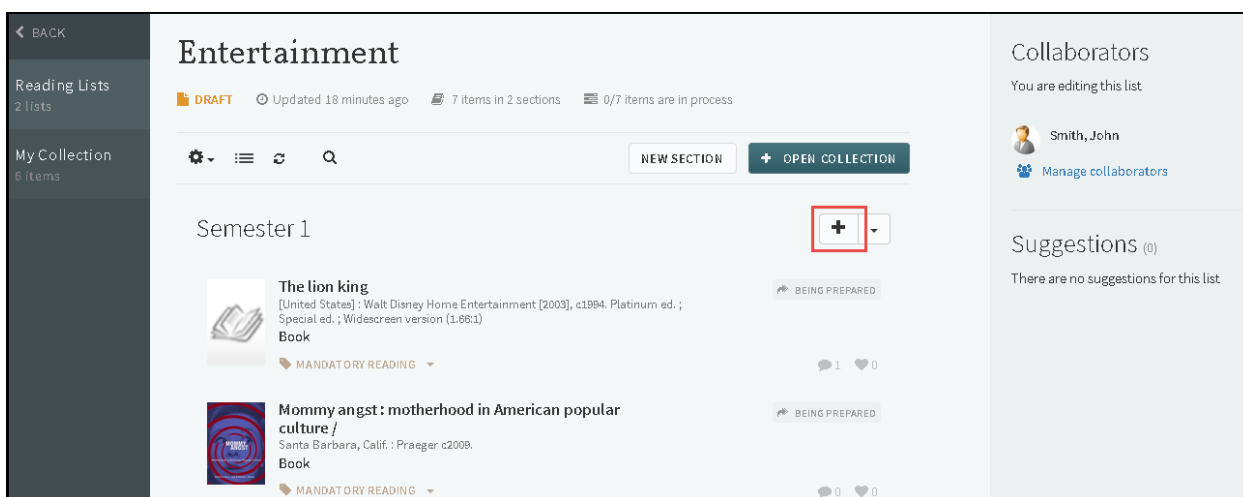 BACK
Reading Lists
2 lists
My Collection
6 items
Entertainment
DRAFT Updated 18 minutes ago 7 items in 2 sections 0/7 items are in process
NEW SECTION + OPEN COLLECTION
Semester 1
The lion king
[United States] : Walt Disney Home Entertainment [2003], c1994. Platinum ed. ;
Special ed. ; Widescreen version (1.66:1)
Book
BEING PREPARED
MANDATORY READING
1 0
Mommy angst : motherhood in American popular
culture /
Santa Barbara, Calif. : Praeger c2009.
Book
BEING PREPARED
MANDATORY READING
0 0
MOMMY
ANGST
Collaborators
You are editing this list
Smith, John
Manage collaborators
Suggestions (0)
There are no suggestions for this list